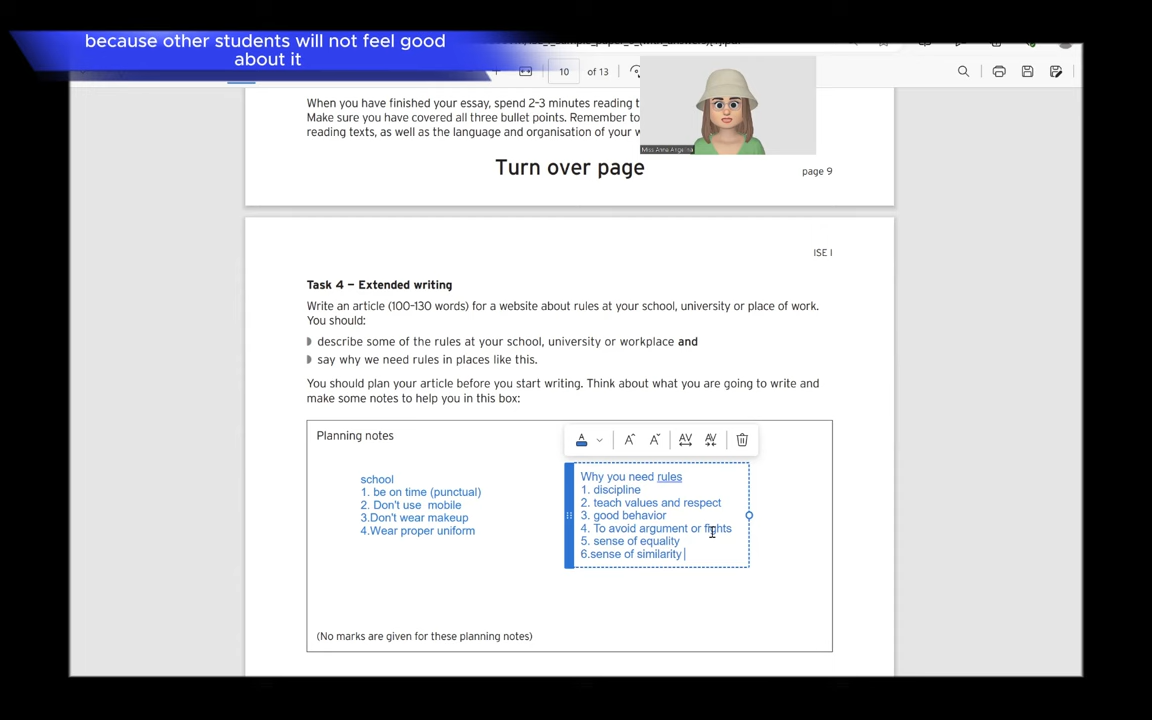 because other students will not feel good
about it
10 of 13
When you have finished your essay, spend 2–3 minutes reading
Make sure you have covered all three bullet points. Remember to
reading texts, as well as the language and organisation of your
Miss Anne Angelina
Turn over page
page 9
ISE I
Task 4 – Extended writing
Write an article (100–130 words) for a website about rules at your school, university or place of work.
You should:
describe some of the rules at your school, university or workplace and
say why we need rules in places like this.
You should plan your article before you start writing. Think about what you are going to write and
make some notes to help you in this box:
Planning notes
school
1. be on time (punctual)
2. Don't use mobile
3.Don't wear makeup
4.Wear proper uniform
Why you need rules
1. discipline
2. teach values and respect
3. good behavior
4. To avoid argument or fights
5. sense of equality
6.sense of similarity
(No marks are given for these planning notes)